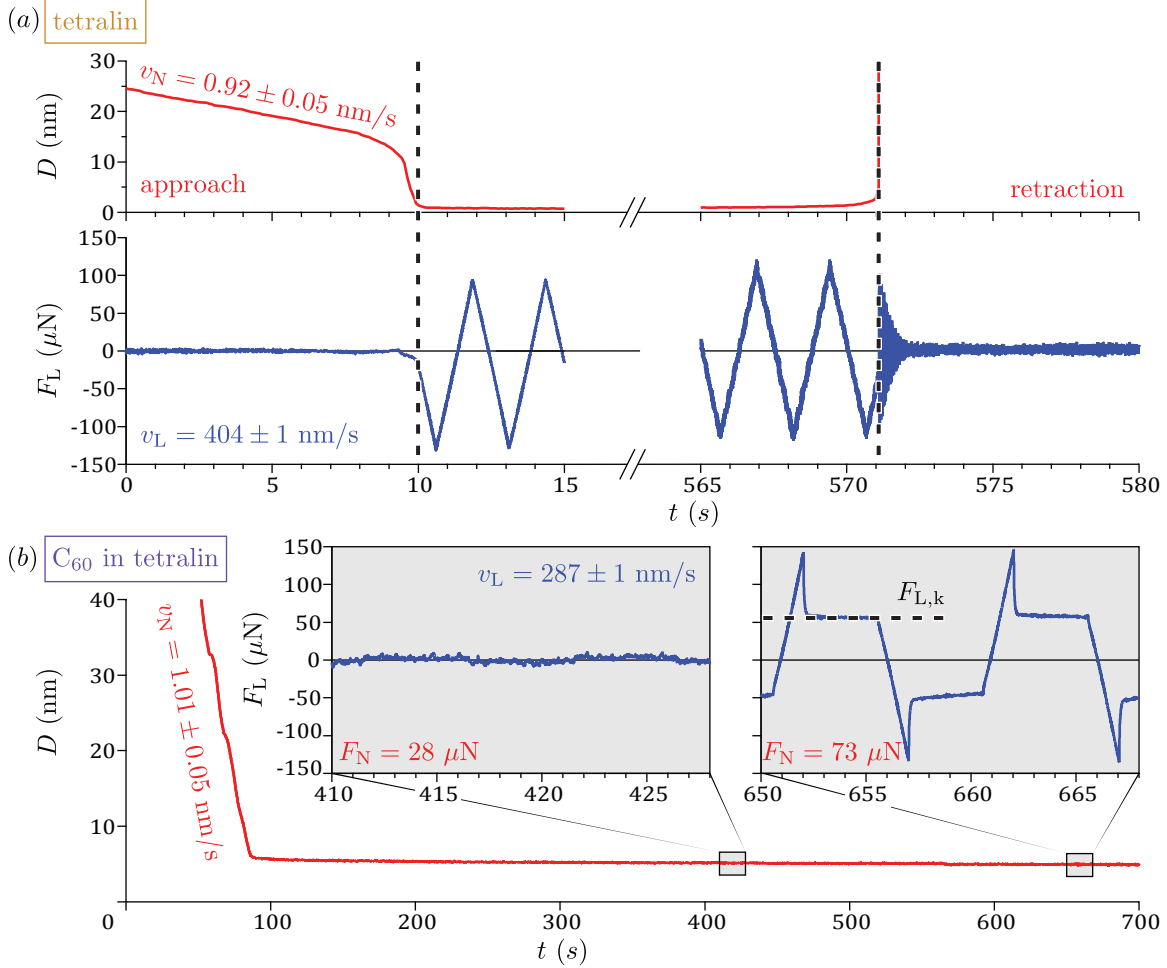 (a) tetralin
30
20
10
0
D (nm)
v_N = 0.92 ± 0.05 nm/s
approach
retraction
150
100
50
0
-50
-100
-150
F_L (μN)
v_L = 404 ± 1 nm/s
0 5 10 15 565 570 575 580
t (s)
(b) C₆₀ in tetralin
40
30
20
10
0
D (nm)
v_N = 1.01 ± 0.05 nm/s
150
100
50
0
-50
-100
-150
F_L (μN)
v_L = 287 ± 1 nm/s
F_N = 28 μN
410 415 420 425
F_L,k
F_N = 73 μN
650 655 660 665
100 200 300 400 500 600 700
t (s)